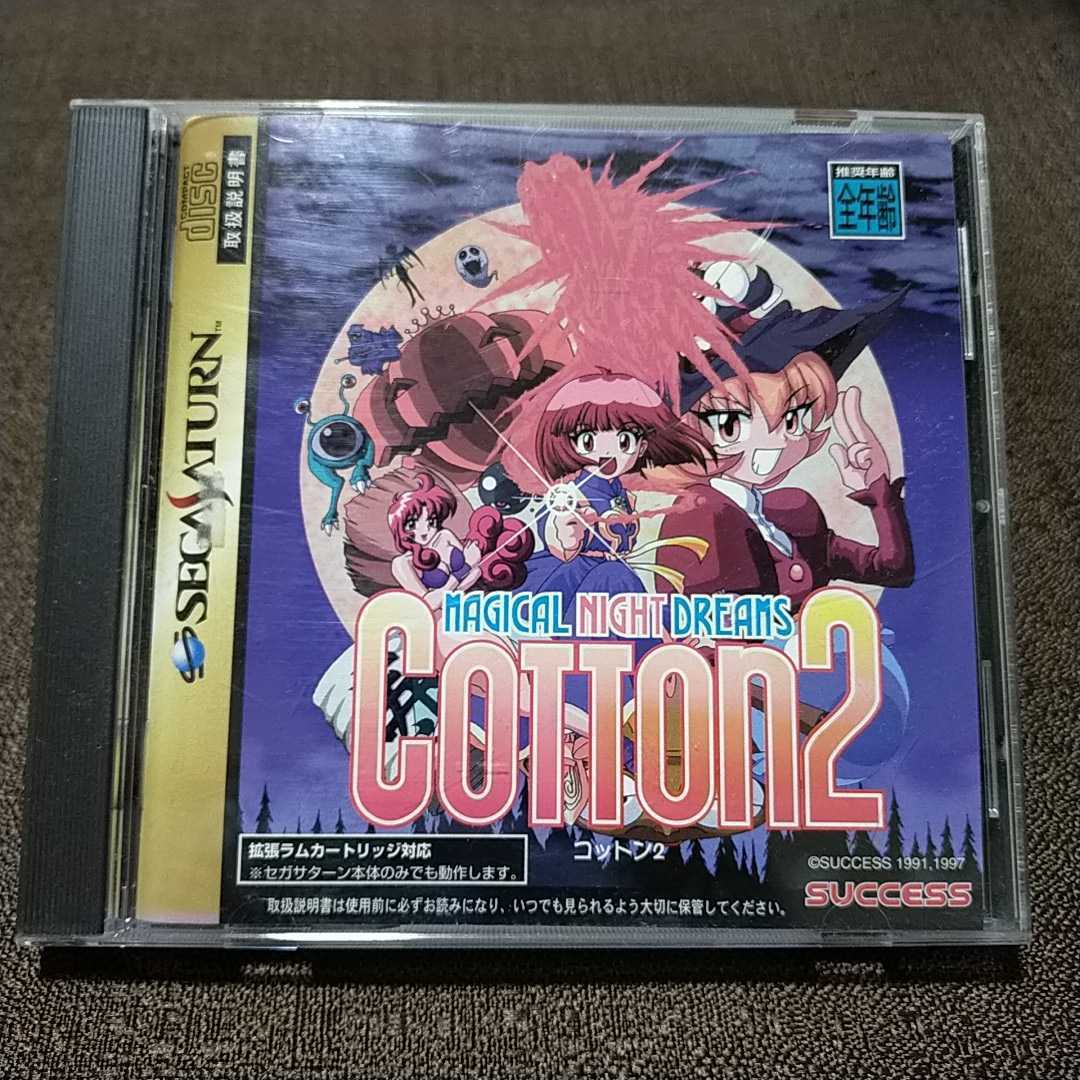 COMPACT
disc
取扱説明書
SEGA SATURN™
推奨年齢
全年齢
MAGICAL NIGHT DREAMS
COTTON2
コットン2
拡張ラムカートリッジ対応
※セガサターン本体のみでも動作します。
©SUCCESS 1991,1997
SUCCESS
取扱説明書は使用前に必ずお読みになり、いつでも見られるよう大切に保管してください。